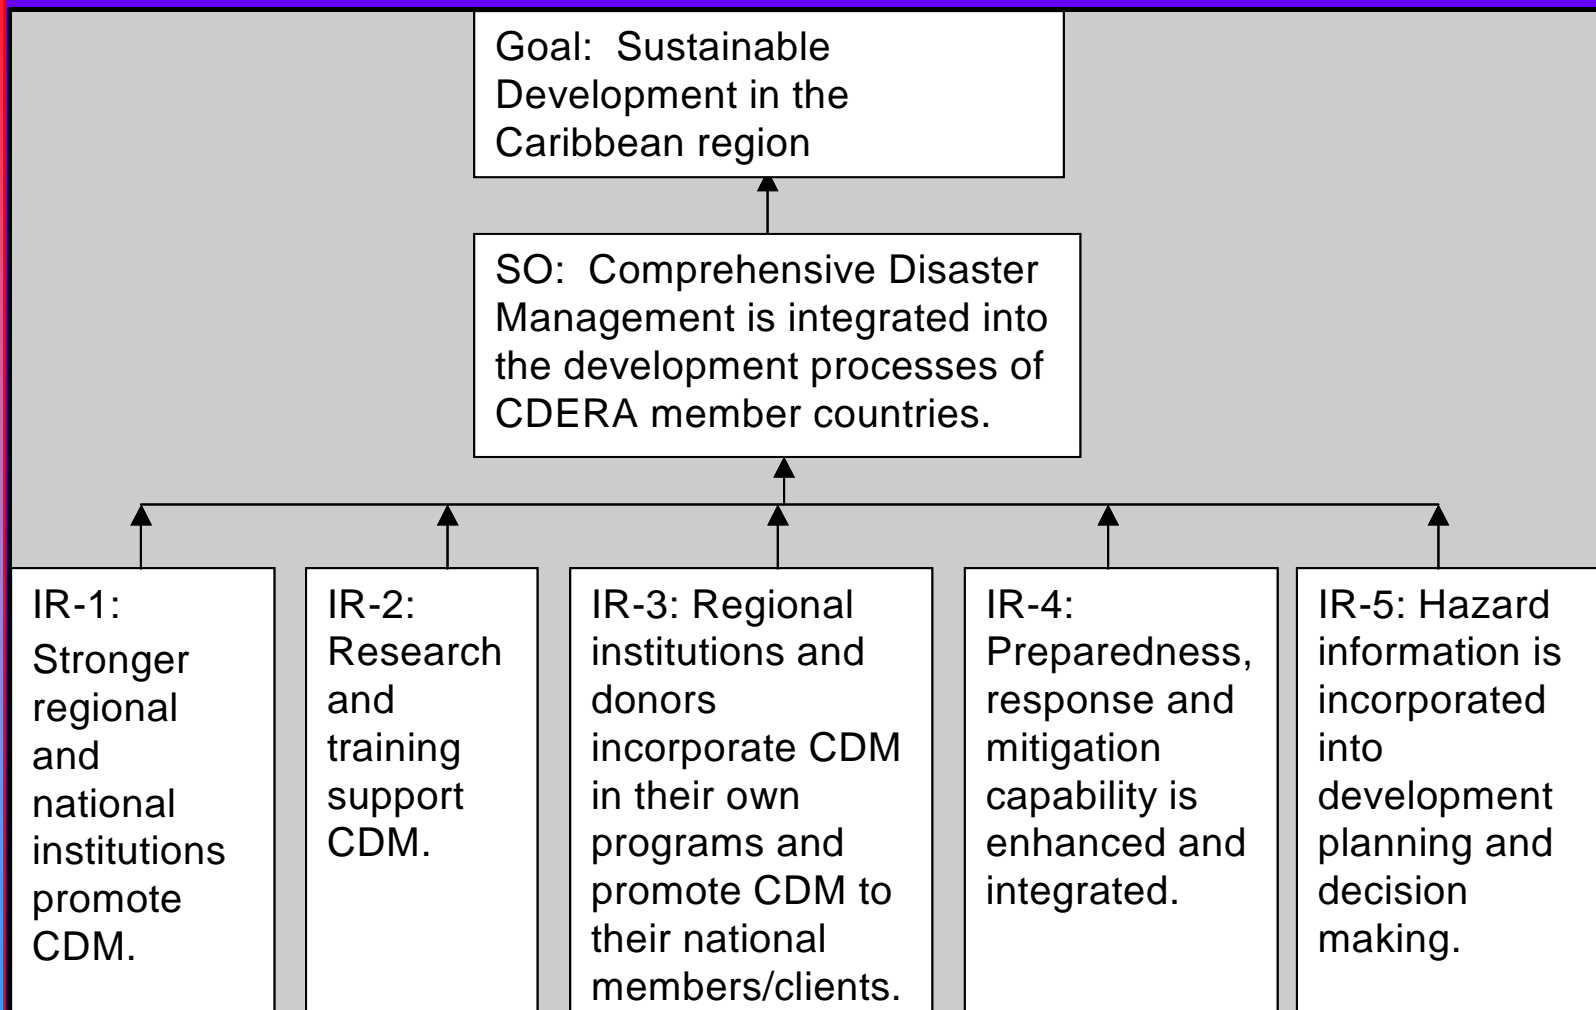 Goal:  Sustainable
Development in the
Caribbean region
SO:  Comprehensive Disaster
Management is integrated into
the development processes of
CDERA member countries.
IR-1:
Stronger
regional
and
national
institutions
promote
CDM.
IR-2:
Research
and
training
support
CDM.
IR-3: Regional
institutions and
donors
incorporate CDM
in their own
programs and
promote CDM to
their national
members/clients.
IR-4:
Preparedness,
response and
mitigation
capability is
enhanced and
integrated.
IR-5: Hazard
information is
incorporated
into
development
planning and
decision
making.